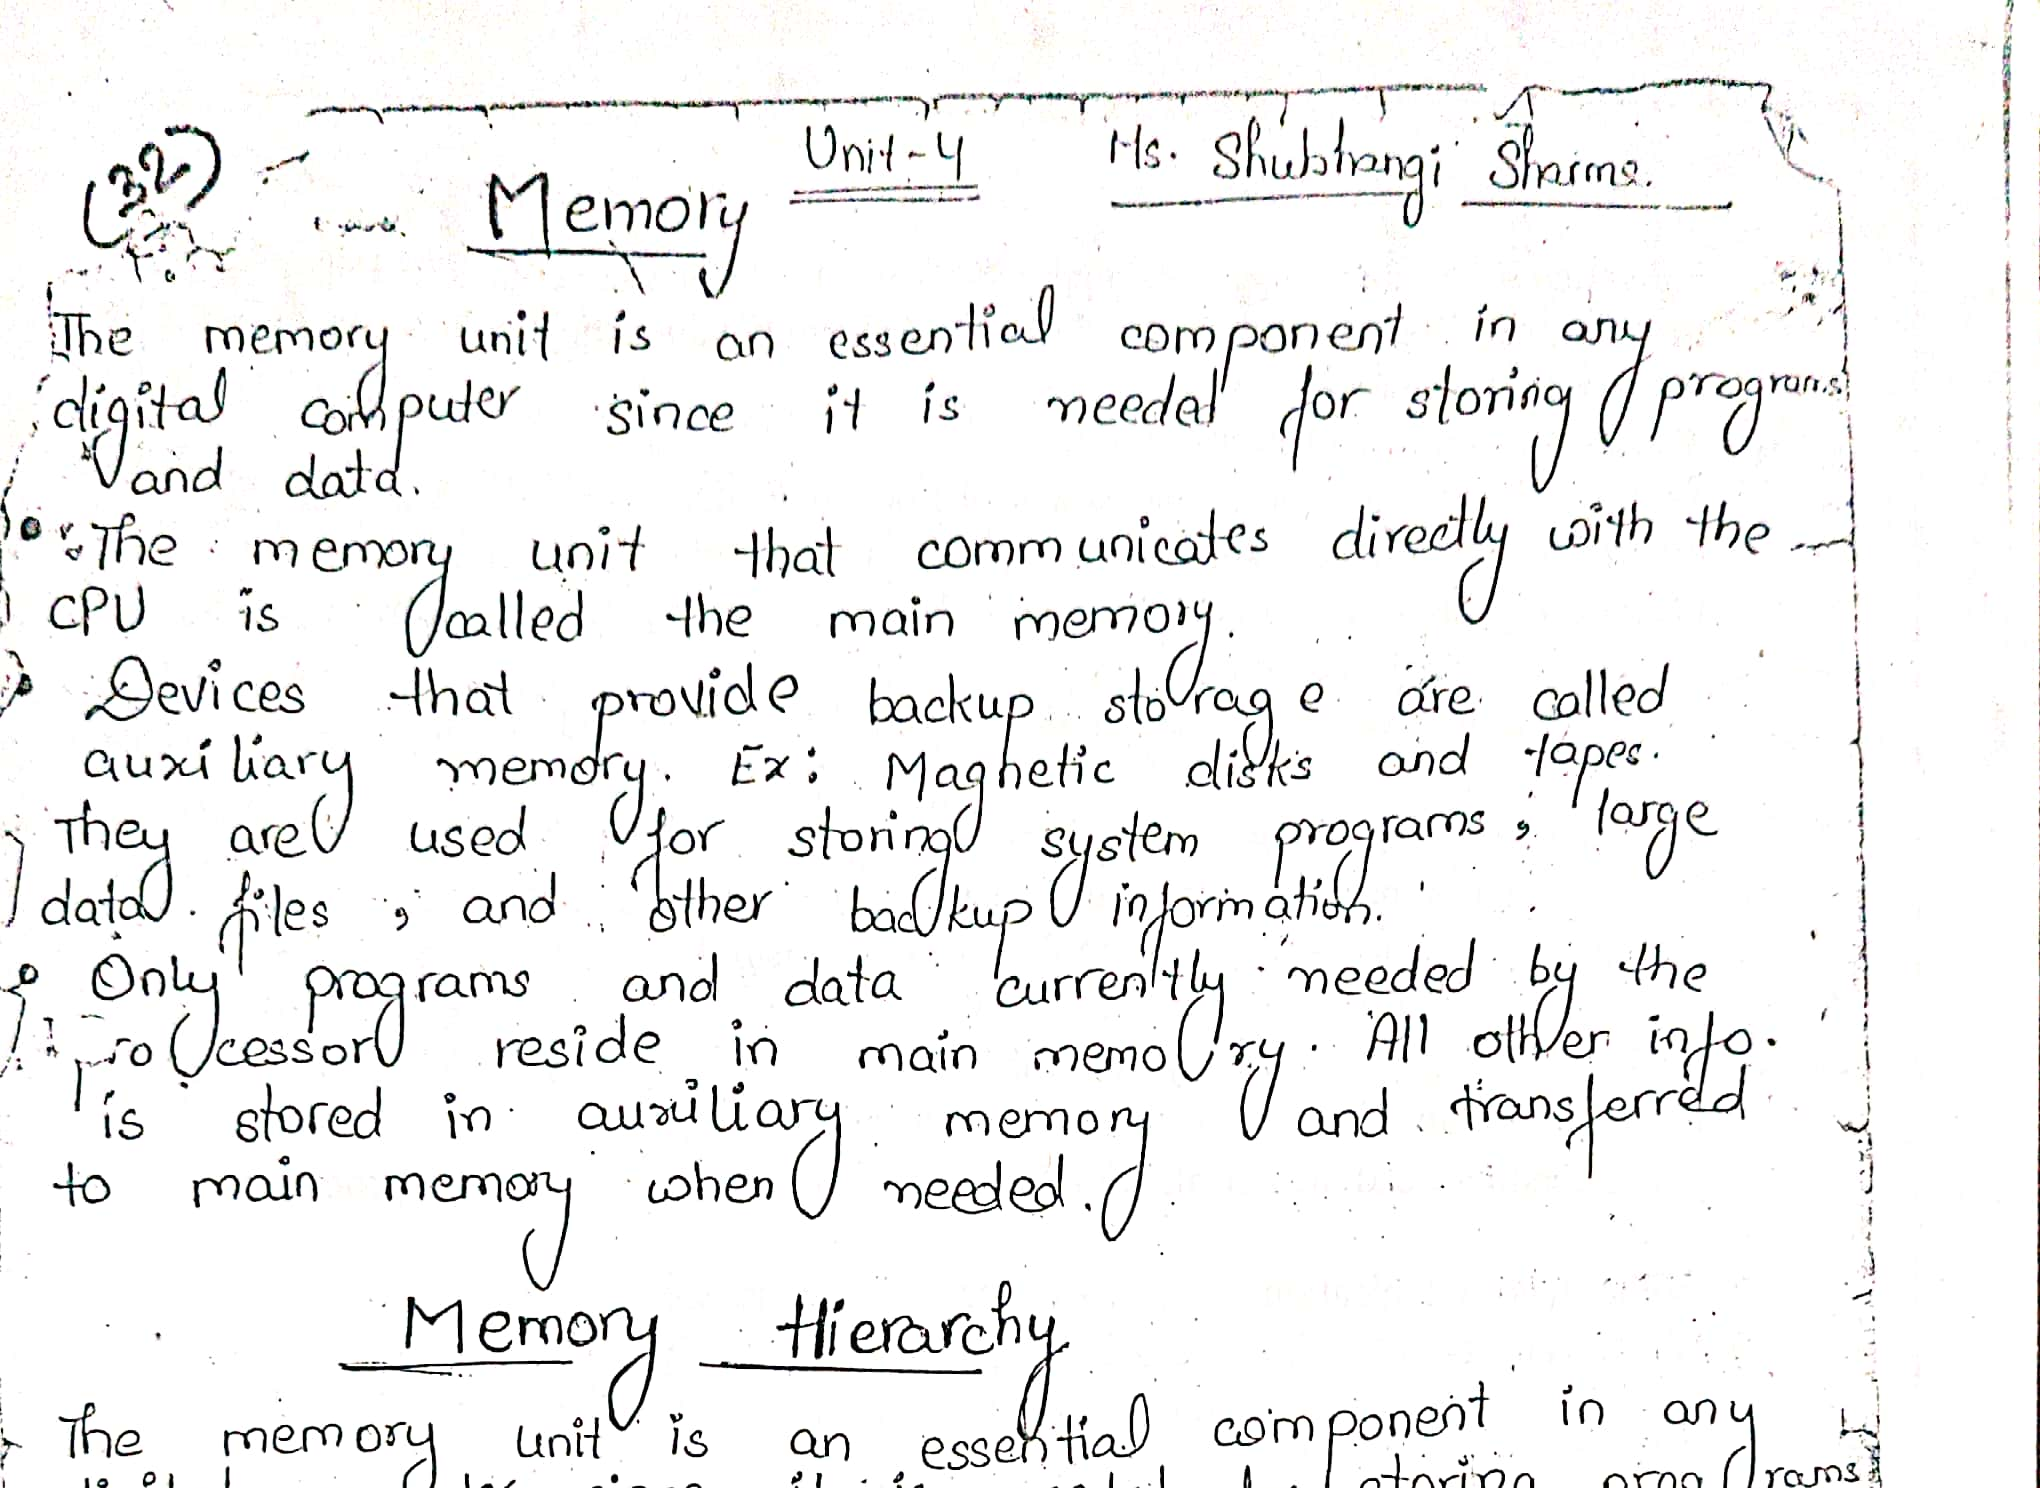 (32) Unit-4 Ms. Shubhangi Sharma.
Memory
The memory unit is an essential component in any
digital computer since it is needed for storing programs
and data.
The memory unit that communicates directly with the
CPU is called the main memory.
Devices that provide backup storage are called
auxiliary memory. Ex: Magnetic disks and tapes.
They are used for storing system programs, large
data files, and other backup information.
Only programs and data currently needed by the
processor reside in main memory. All other info.
is stored in auxiliary memory and transferred
to main memory when needed.
Memory Hierarchy
The memory unit is an essential component in any
storing programs